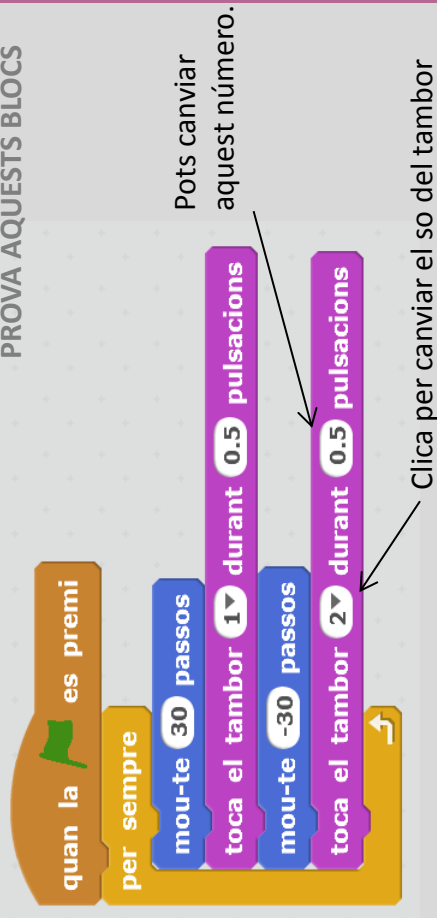 PROVA AQUESTS BLOCS
quan la es premi
per sempre
mou-te 30 passos
toca el tambor 1 durant 0.5 pulsacions
mou-te -30 passos
toca el tambor 2 durant 0.5 pulsacions
Pots canviar
aquest número.
Clica per canviar el so del tambor